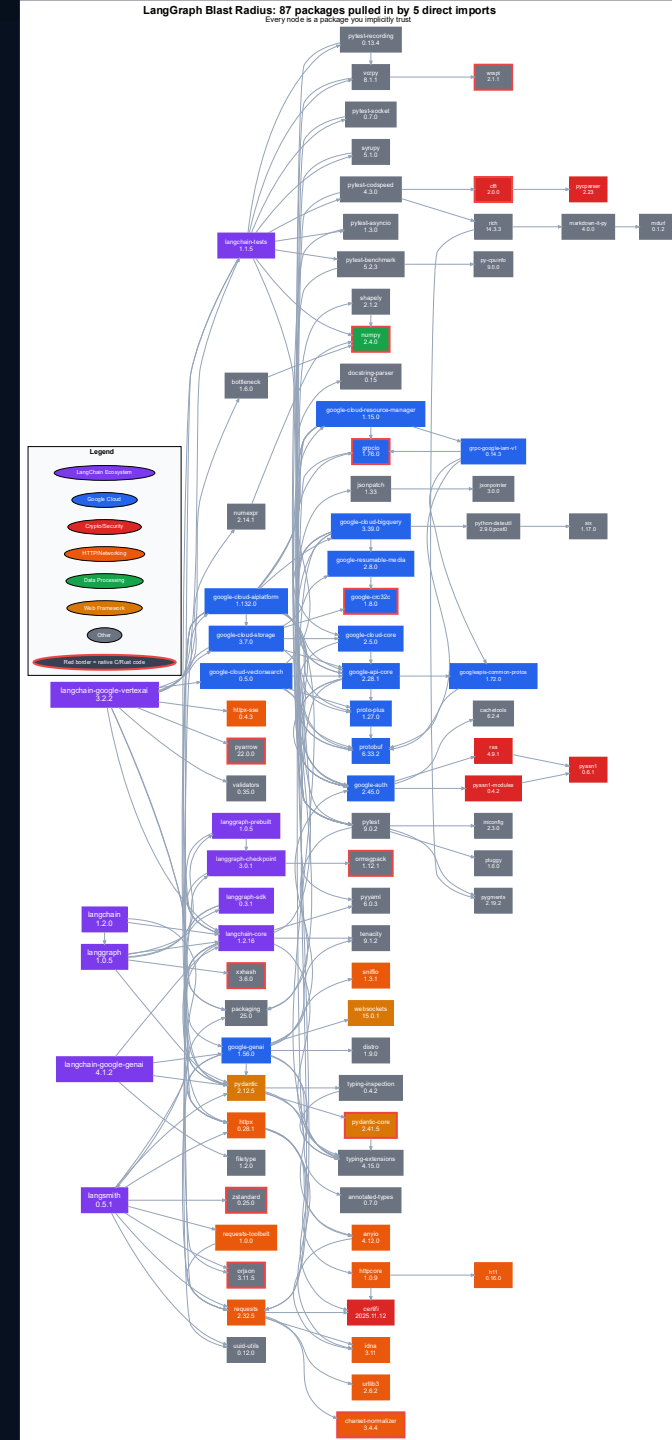 LangGraph Blast Radius: 87 packages pulled in by 5 direct imports
Every node is a package you implicitly trust
pytest-recording
0.13.4
vcrpy
8.1.1
wrapt
2.1.1
pytest-socket
0.7.0
syrupy
5.1.0
pytest-codspeed
4.3.0
cffi
2.0.0
pycparser
2.23
langchain-tests
1.1.5
pytest-asyncio
1.3.0
rich
14.3.3
markdown-it-py
4.0.0
mdurl
0.1.2
pytest-benchmark
5.2.3
py-cpuinfo
9.0.0
shapely
2.1.2
numpy
2.4.0
bottleneck
1.6.0
docstring-parser
0.15
google-cloud-resource-manager
1.15.0
grpcio
1.76.0
grpc-google-iam-v1
0.14.3
Legend
LangChain Ecosystem
Google Cloud
Crypto/Security
HTTP/Networking
Data Processing
Web Framework
Other
Red border = native C/Rust code
jsonpatch
1.33
jsonpointer
3.0.0
numexpr
2.14.1
google-cloud-bigquery
3.39.0
python-dateutil
2.9.0.post0
six
1.17.0
google-resumable-media
2.8.0
google-cloud-aiplatform
1.132.0
google-crc32c
1.8.0
google-cloud-storage
3.7.0
google-cloud-core
2.5.0
google-cloud-vectorsearch
0.5.0
google-api-core
2.28.1
googleapis-common-protos
1.72.0
langchain-google-vertexai
3.2.2
httpx-sse
0.4.3
proto-plus
1.27.0
cachetools
6.2.4
pyarrow
22.0.0
protobuf
6.33.2
rsa
4.9.1
pyasn1
0.6.1
validators
0.35.0
google-auth
2.45.0
pyasn1-modules
0.4.2
langgraph-prebuilt
1.0.5
pytest
9.0.2
iniconfig
2.3.0
langgraph-checkpoint
3.0.1
ormsgpack
1.12.1
pluggy
1.6.0
langgraph-sdk
0.3.1
pyyaml
6.0.3
pygments
2.19.2
langchain
1.2.0
langchain-core
1.2.16
tenacity
9.1.2
langgraph
1.0.5
xxhash
3.6.0
sniffio
1.3.1
packaging
25.0
websockets
15.0.1
google-genai
1.56.0
distro
1.9.0
langchain-google-genai
4.1.2
pydantic
2.12.5
typing-inspection
0.4.2
httpx
0.28.1
pydantic-core
2.41.5
filetype
1.2.0
typing-extensions
4.15.0
langsmith
0.5.1
zstandard
0.25.0
annotated-types
0.7.0
requests-toolbelt
1.0.0
anyio
4.12.0
orjson
3.11.5
httpcore
1.0.9
h11
0.16.0
requests
2.32.5
certifi
2025.11.12
uuid-utils
0.12.0
idna
3.11
urllib3
2.6.2
charset-normalizer
3.4.4